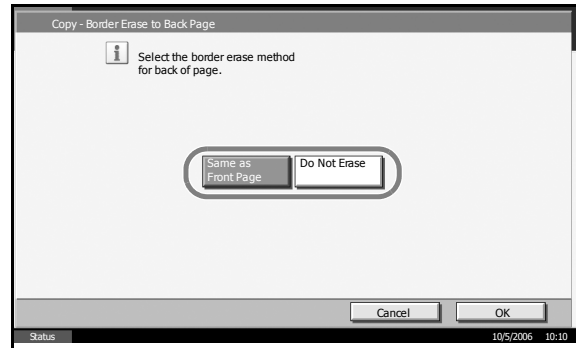 Copy - Border Erase to Back Page
Select the border erase method
for back of page.
Same as
Front Page
Do Not Erase
Cancel
OK
Status
10/5/2006 10:10